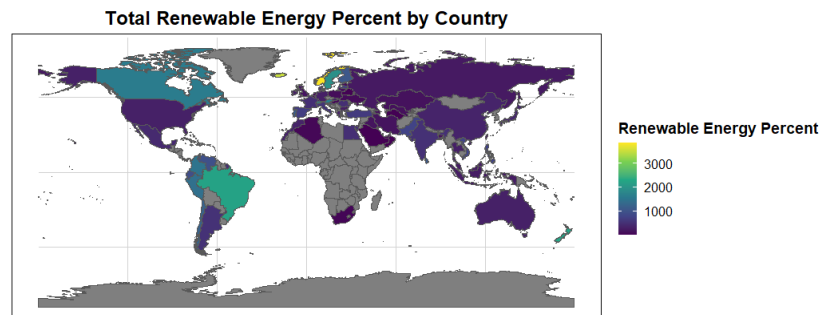 Total Renewable Energy Percent by Country
Renewable Energy Percent
3000
2000
1000